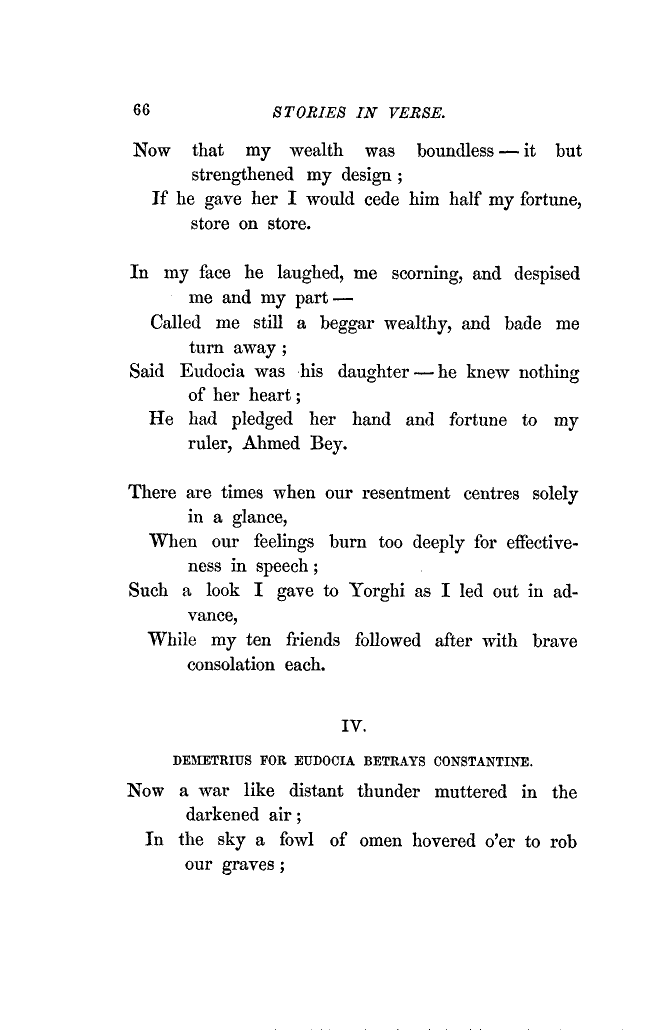 66 STORIES IN VERSE.
Now that my wealth was boundless — it but
strengthened my design ;
If he gave her I would cede him half my fortune,
store on store.
In my face he laughed, me scorning, and despised
me and my part —
Called me still a beggar wealthy, and bade me
turn away ;
Said Eudocia was his daughter — he knew nothing
of her heart ;
He had pledged her hand and fortune to my
ruler, Ahmed Bey.
There are times when our resentment centres solely
in a glance,
When our feelings burn too deeply for effective-
ness in speech ;
Such a look I gave to Yorghi as I led out in ad-
vance,
While my ten friends followed after with brave
consolation each.
IV.
DEMETRIUS FOR EUDOCIA BETRAYS CONSTANTINE.
Now a war like distant thunder muttered in the
darkened air ;
In the sky a fowl of omen hovered o'er to rob
our graves ;